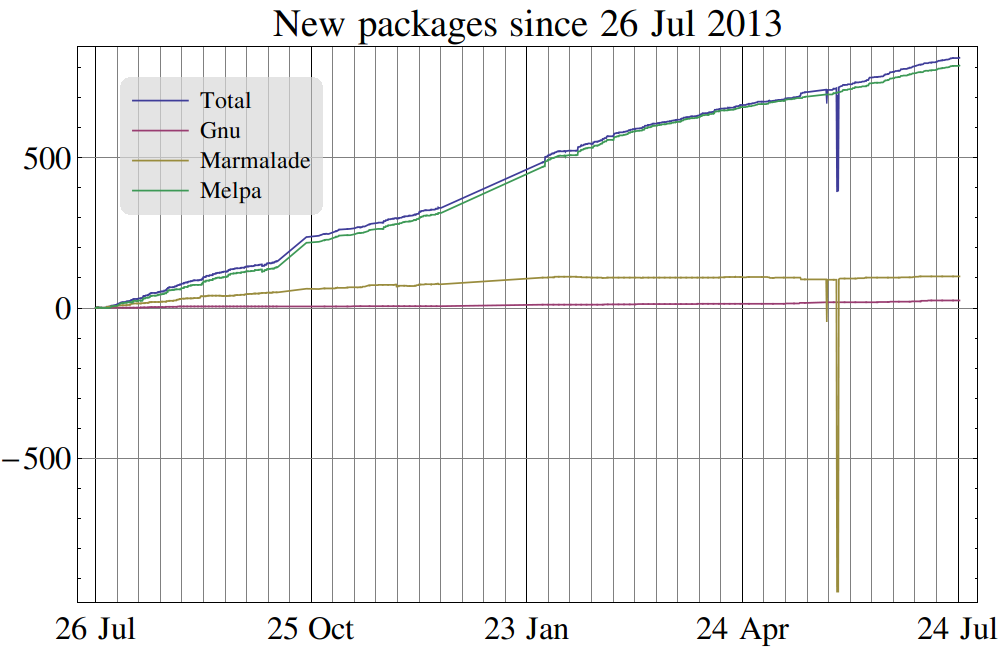 New packages since 26 Jul 2013
Total
Gnu
Marmalade
Melpa
500
0
−500
26 Jul 25 Oct 23 Jan 24 Apr 24 Jul